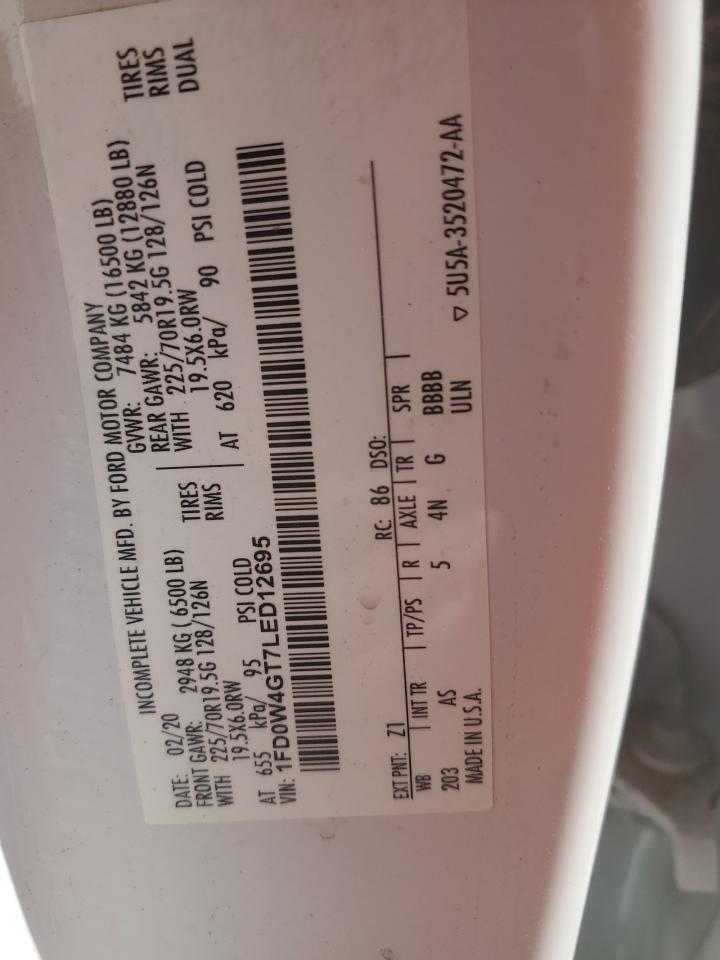 INCOMPLETE VEHICLE MFD. BY FORD MOTOR COMPANY
DATE: 02/20 GVWR: 7484 KG (16500 LB)
FRONT GAWR: 2948 KG ( 6500 LB) REAR GAWR: 5842 KG (12880 LB)
WITH 225/70R19.5G 128/126N TIRES WITH 225/70R19.5G 128/126N TIRES
19.5X6.0RW RIMS 19.5X6.0RW RIMS
AT 655 kPa/ 95 PSI COLD AT 620 kPa/ 90 PSI COLD DUAL
VIN: 1FD0W4GT7LED12695
EXT PNT: Z1 RC: 86 DSO:
WB INT TR TP/PS R AXLE TR SPR
203 AS 5 4N G BBBB
MADE IN U.S.A. ULN
▽ 5U5A-3520472-AA